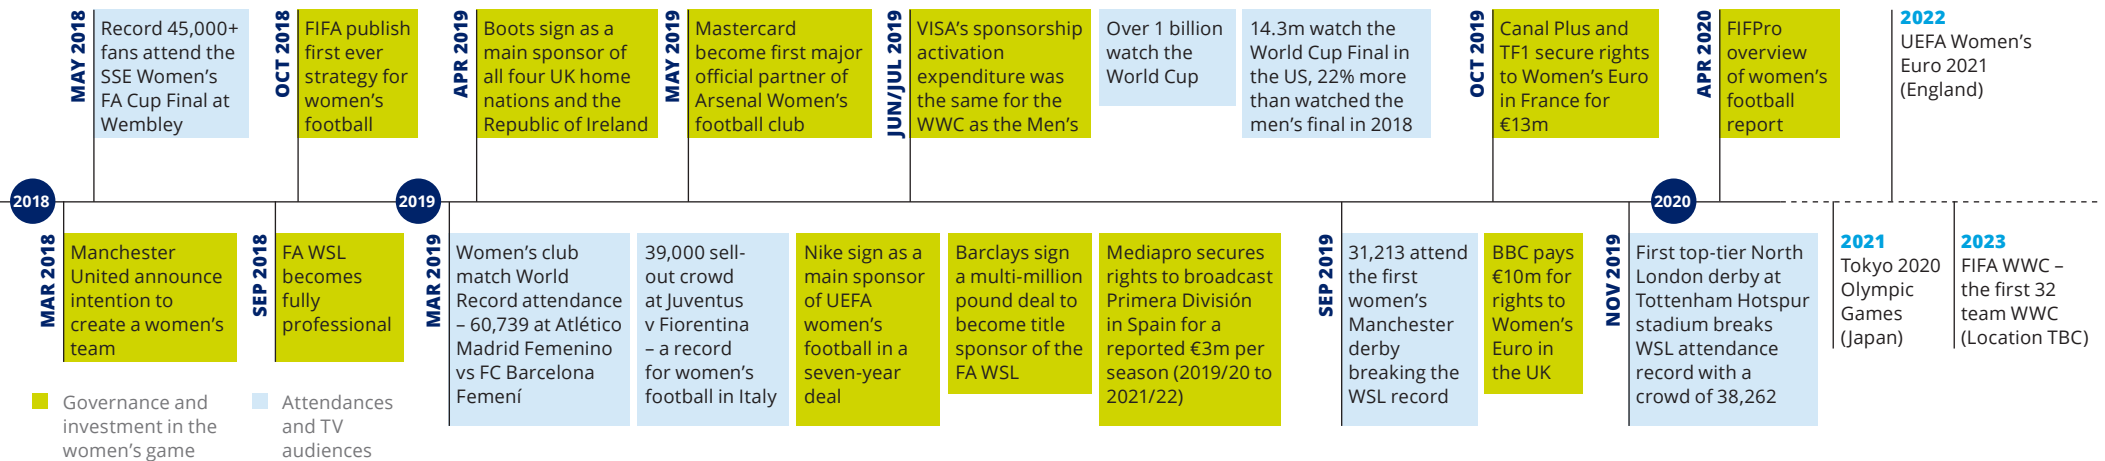 MAY 2018
Record 45,000+
fans attend the
SSE Women's
FA Cup Final at
Wembley
OCT 2018
FIFA publish
first ever
strategy for
women's
football
APR 2019
Boots sign as a
main sponsor of
all four UK home
nations and the
Republic of Ireland
MAY 2019
Mastercard
become first major
official partner of
Arsenal Women's
football club
JUN/JUL 2019
VISA's sponsorship
activation
expenditure was
the same for the
WWC as the Men's
Over 1 billion
watch the
World Cup
14.3m watch the
World Cup Final in
the US, 22% more
than watched the
men's final in 2018
OCT 2019
Canal Plus and
TF1 secure rights
to Women's Euro
in France for
€13m
APR 2020
FIFPro
overview
of women's
football
report
2022
UEFA Women's
Euro 2021
(England)
2018
2019
2020
MAR 2018
Manchester
United announce
intention to
create a women's
team
SEP 2018
FA WSL
becomes
fully
professional
MAR 2019
Women's club
match World
Record attendance
– 60,739 at Atlético
Madrid Femenino
vs FC Barcelona
Femení
39,000 sell-
out crowd
at Juventus
v Fiorentina
– a record
for women's
football in Italy
Nike sign as a
main sponsor
of UEFA
women's
football in a
seven-year
deal
Barclays sign
a multi-million
pound deal to
become title
sponsor of the
FA WSL
Mediapro secures
rights to broadcast
Primera División
in Spain for a
reported €3m per
season (2019/20 to
2021/22)
SEP 2019
31,213 attend
the first
women's
Manchester
derby
breaking the
WSL record
BBC pays
€10m for
rights to
Women's
Euro in
the UK
NOV 2019
First top-tier North
London derby at
Tottenham Hotspur
stadium breaks
WSL attendance
record with a
crowd of 38,262
2021
Tokyo 2020
Olympic
Games
(Japan)
2023
FIFA WWC –
the first 32
team WWC
(Location TBC)
Governance and
investment in the
women's game
Attendances
and TV
audiences